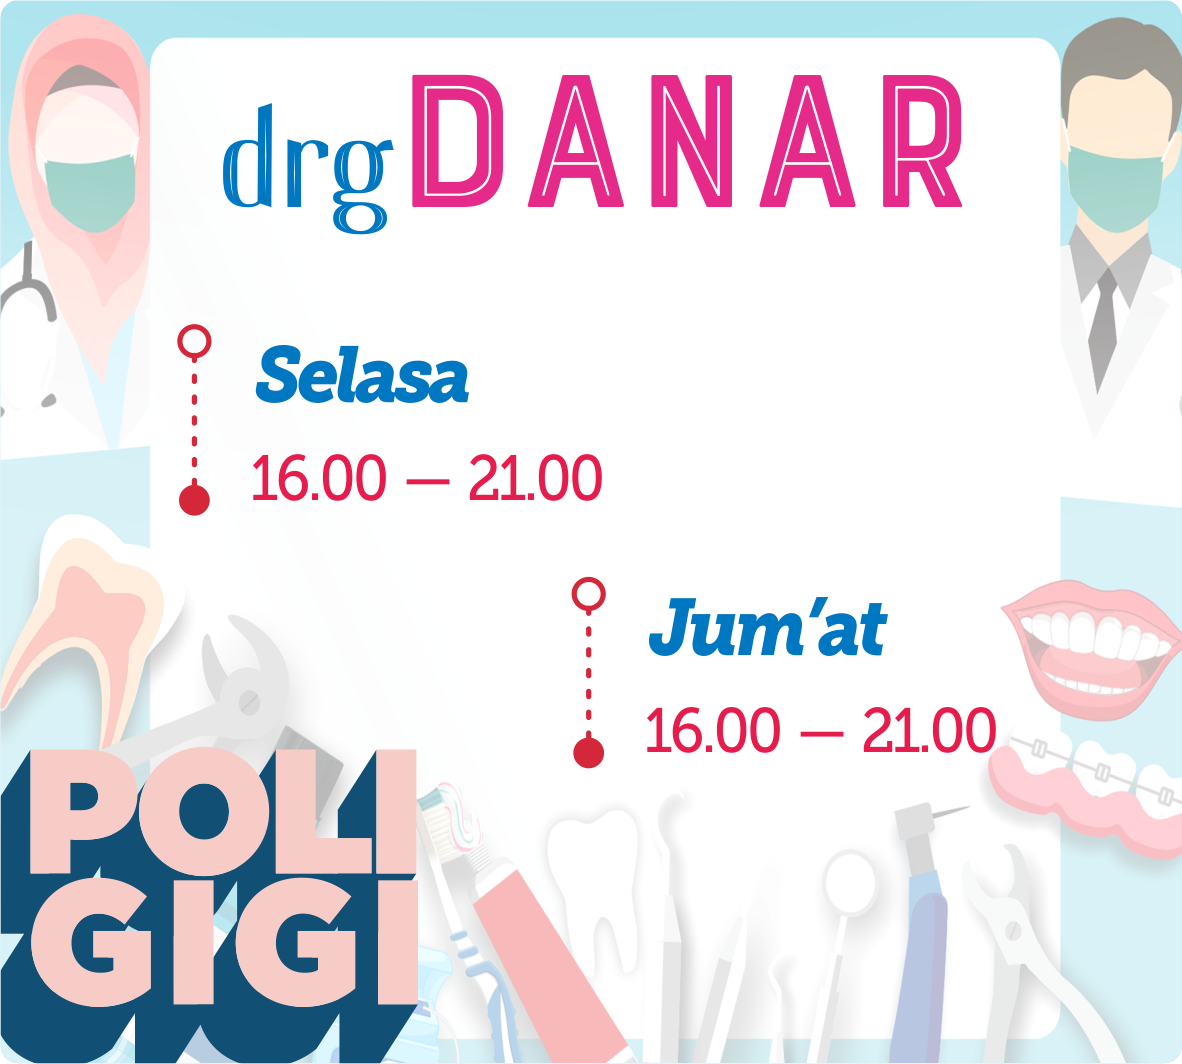 drg DANAR
Selasa
16.00 — 21.00
Jum'at
16.00 — 21.00
POLI
GIGI